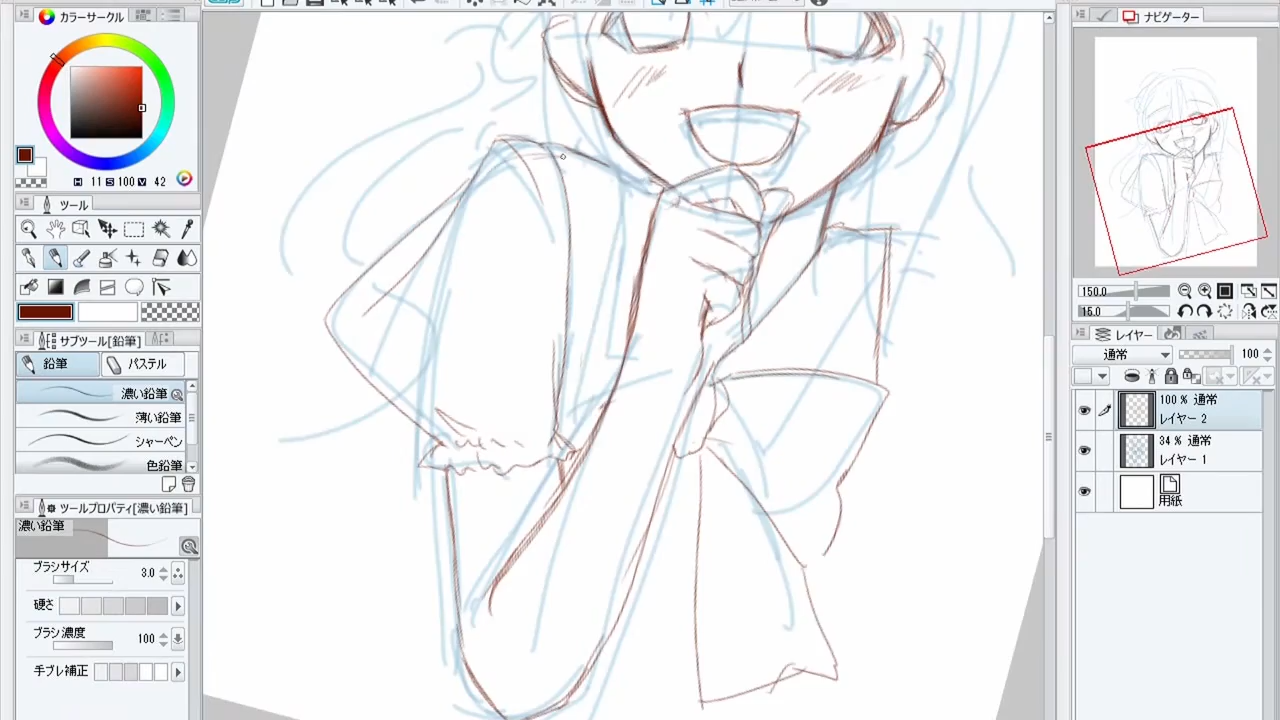 カラーサークル
H 11 S 100 V 42
ツール
サブツール[鉛筆]
鉛筆
パステル
濃い鉛筆
薄い鉛筆
シャーペン
色鉛筆
ツールプロパティ[濃い鉛筆]
濃い鉛筆
ブラシサイズ
3.0
硬さ
ブラシ濃度
100
手ブレ補正
ナビゲーター
150.0
15.0
レイヤー
通常
100
100 % 通常
レイヤー 2
34 % 通常
レイヤー 1
用紙